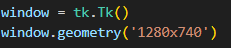 window = tk.Tk()
window.geometry('1280x740')